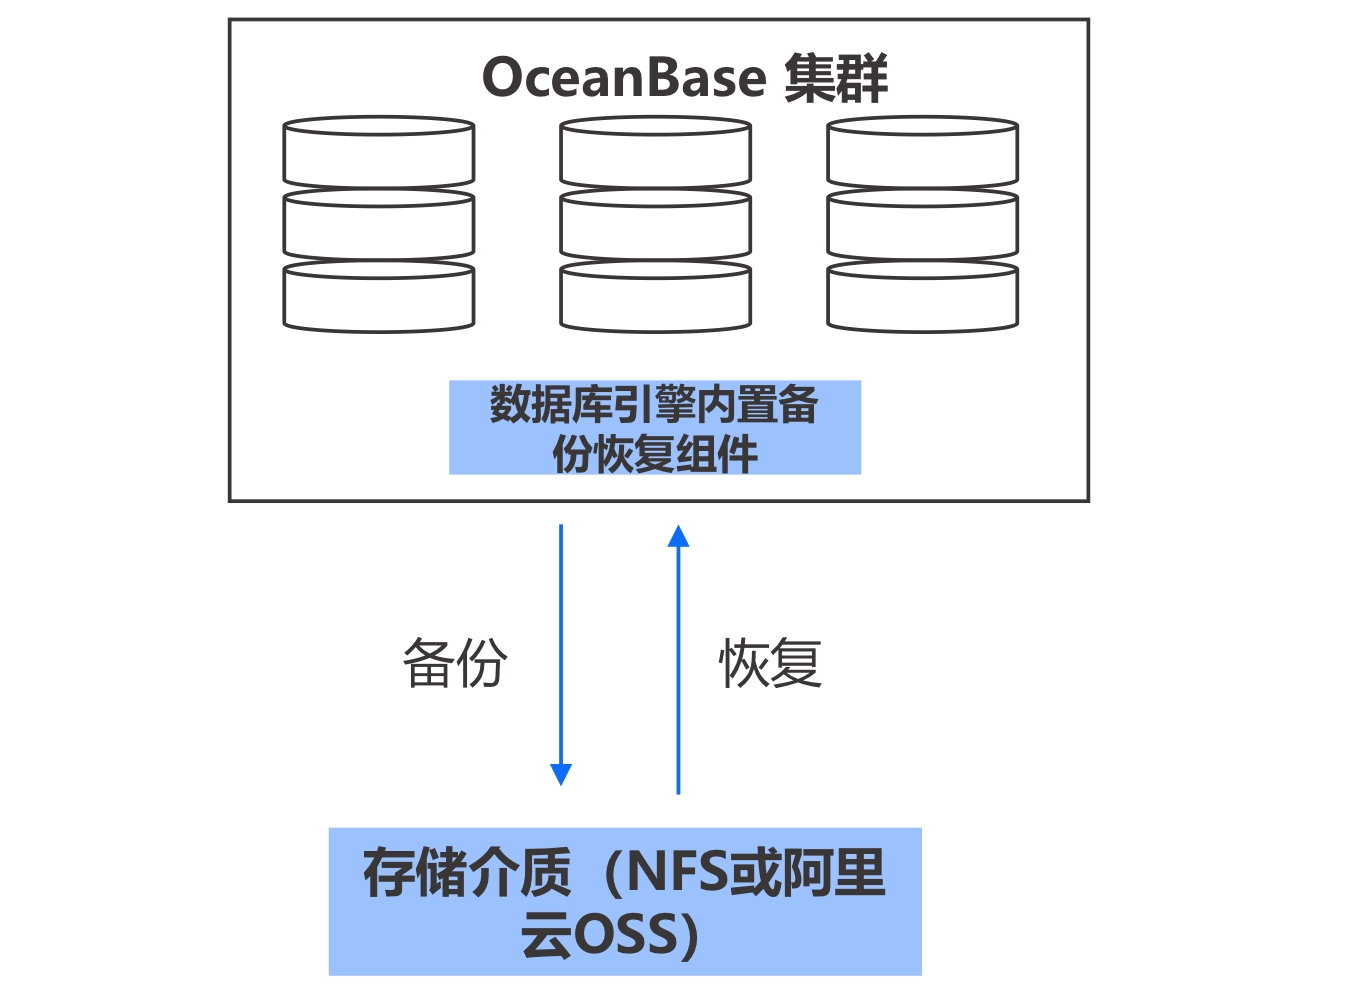 OceanBase 集群
数据库引擎内置备
份恢复组件
备份
恢复
存储介质（NFS或阿里
云OSS）